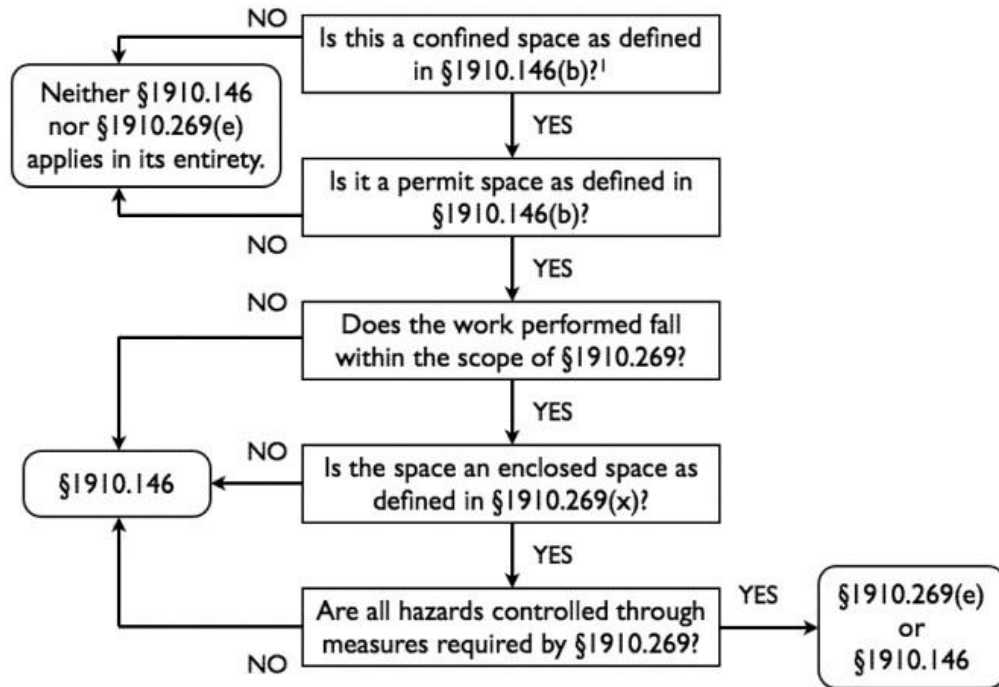 NO
Is this a confined space as defined
in §1910.146(b)?¹
Neither §1910.146
nor §1910.269(e)
applies in its entirety.
YES
Is it a permit space as defined in
§1910.146(b)?
NO
YES
NO
Does the work performed fall
within the scope of §1910.269?
YES
NO
Is the space an enclosed space as
defined in §1910.269(x)?
§1910.146
YES
Are all hazards controlled through
measures required by §1910.269?
YES
§1910.269(e)
or
§1910.146
NO